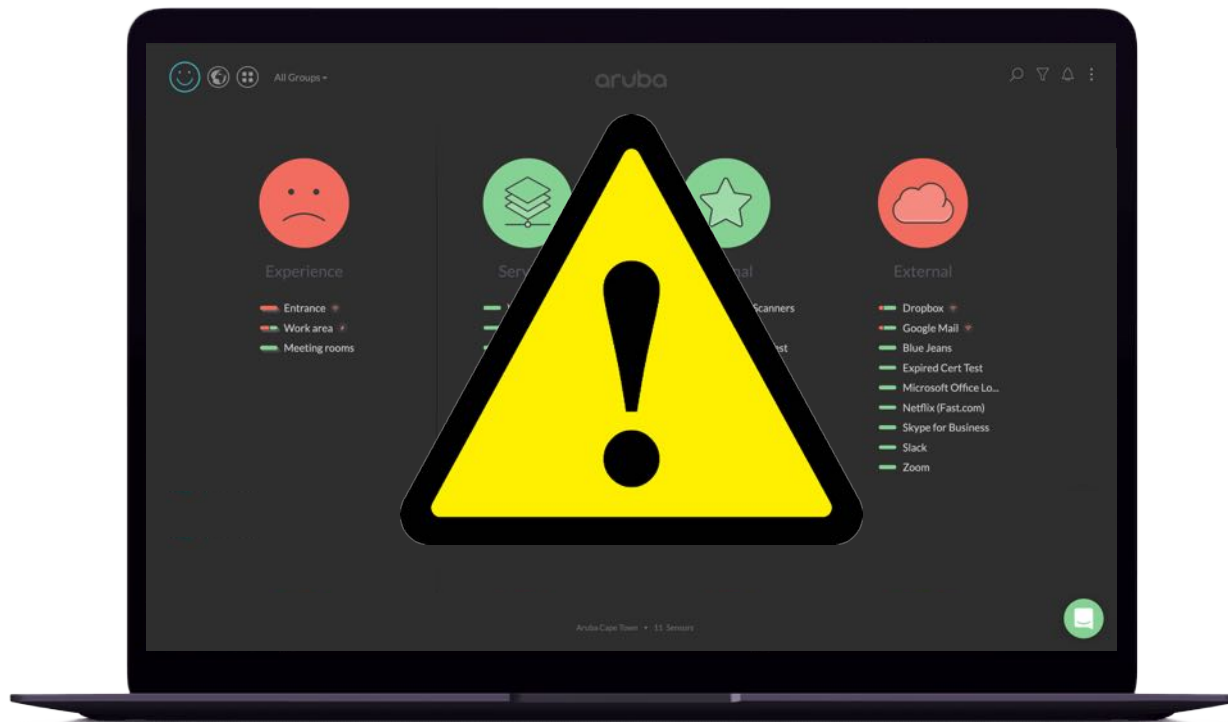 All Groups
aruba
Experience
Entrance
Work area
Meeting rooms
Scanners
External
Dropbox
Google Mail
Blue Jeans
Expired Cert Test
Microsoft Office Lo...
Netflix (Fast.com)
Skype for Business
Slack
Zoom
Aruba Cape Town • 11 Sensors